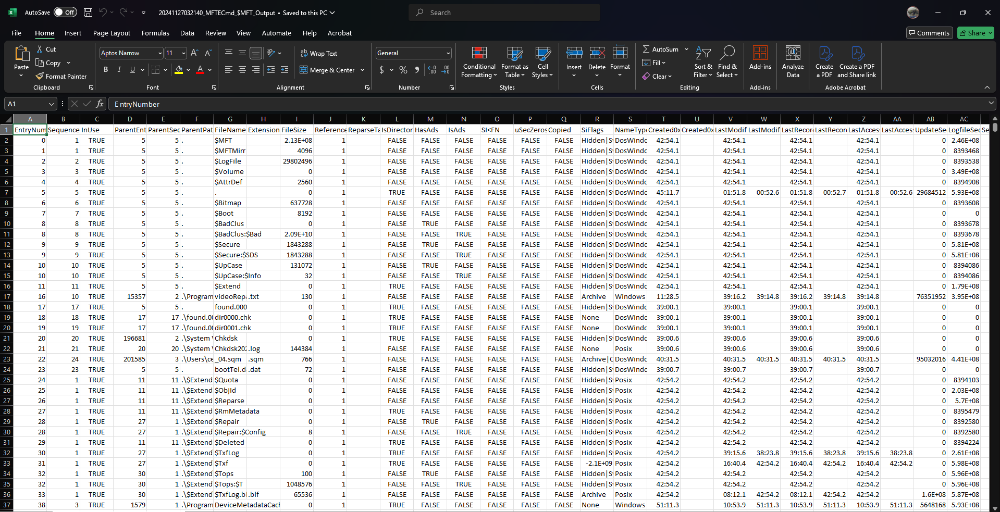 AutoSave Off 20241127032140_MFTECmd_$MFT_Output • Saved to this PC Search
File Home Insert Page Layout Formulas Data Review View Automate Help Acrobat Comments Share
Paste Cut Copy Format Painter Clipboard
Aptos Narrow 11 B I U A Font
Wrap Text Merge & Center Alignment
General $ % , Number
Conditional Formatting Format as Table Cell Styles Styles
Insert Delete Format Cells
AutoSum Fill Clear Sort & Filter Find & Select Editing
Add-ins Add-ins
Analyze Data
Create a PDF Create a PDF and Share link Adobe Acrobat
A1 fx EntryNumber
A B C D E F G H I J K L M N O P Q R S T U V W X Y Z AA AB AC
1 EntryNum Sequence InUse ParentEnt ParentSec ParentPat FileName Extension FileSize Reference ReparseTa IsDirector HasAds IsAds SI<FN uSecZeros Copied SiFlags NameType Created0x Created0x LastModif LastModif LastRecor LastRecor LastAcces LastAcces UpdateSe LogfileSec Se
2 0 1 TRUE 5 5 . $MFT 2.13E+08 1 FALSE FALSE FALSE FALSE FALSE FALSE Hidden|Sy DosWindo 42:54.1 42:54.1 42:54.1 42:54.1 0 2.46E+08
3 1 1 TRUE 5 5 . $MFTMirr 4096 1 FALSE FALSE FALSE FALSE FALSE FALSE Hidden|Sy DosWindo 42:54.1 42:54.1 42:54.1 42:54.1 0 8393468
4 2 2 TRUE 5 5 . $LogFile 29802496 1 FALSE FALSE FALSE FALSE FALSE FALSE Hidden|Sy DosWindo 42:54.1 42:54.1 42:54.1 42:54.1 0 8393538
5 3 3 TRUE 5 5 . $Volume 0 1 FALSE FALSE FALSE FALSE FALSE FALSE Hidden|Sy DosWindo 42:54.1 42:54.1 42:54.1 42:54.1 0 3.49E+08
6 4 4 TRUE 5 5 . $AttrDef 2560 1 FALSE FALSE FALSE FALSE FALSE FALSE Hidden|Sy DosWindo 42:54.1 42:54.1 42:54.1 42:54.1 0 8394908
7 5 5 TRUE 5 5 . . 0 1 TRUE FALSE FALSE FALSE FALSE FALSE Hidden|Sy DosWindo 45:11.7 01:51.8 00:52.6 01:51.8 00:52.7 01:51.8 00:52.6 29684512 5.93E+08
8 6 6 TRUE 5 5 . $Bitmap 637728 1 FALSE FALSE FALSE FALSE FALSE FALSE Hidden|Sy DosWindo 42:54.1 42:54.1 42:54.1 42:54.1 0 8393608
9 7 7 TRUE 5 5 . $Boot 8192 1 FALSE FALSE FALSE FALSE FALSE FALSE Hidden|Sy DosWindo 42:54.1 42:54.1 42:54.1 42:54.1 0 0
10 8 8 TRUE 5 5 . $BadClus 0 1 FALSE TRUE FALSE FALSE FALSE FALSE Hidden|Sy DosWindo 42:54.1 42:54.1 42:54.1 42:54.1 0 8393678
11 8 8 TRUE 5 5 . $BadClus:$Bad 2.09E+10 1 FALSE FALSE TRUE FALSE FALSE FALSE Hidden|Sy DosWindo 42:54.1 42:54.1 42:54.1 42:54.1 0 8393678
12 9 9 TRUE 5 5 . $Secure 1843288 1 FALSE TRUE FALSE FALSE FALSE FALSE Hidden|Sy DosWindo 42:54.1 42:54.1 42:54.1 42:54.1 0 5.81E+08
13 9 9 TRUE 5 5 . $Secure:$SDS 1843288 1 FALSE FALSE TRUE FALSE FALSE FALSE Hidden|Sy DosWindo 42:54.1 42:54.1 42:54.1 42:54.1 0 5.81E+08
14 10 10 TRUE 5 5 . $UpCase 131072 1 FALSE TRUE FALSE FALSE FALSE FALSE Hidden|Sy DosWindo 42:54.1 42:54.1 42:54.1 42:54.1 0 8394086
15 10 10 TRUE 5 5 . $UpCase:$Info 32 1 FALSE FALSE TRUE FALSE FALSE FALSE Hidden|Sy DosWindo 42:54.1 42:54.1 42:54.1 42:54.1 0 8394086
16 11 11 TRUE 5 5 . $Extend 0 1 TRUE FALSE FALSE FALSE FALSE FALSE Hidden|Sy DosWindo 42:54.1 42:54.1 42:54.1 42:54.1 0 1.79E+08
17 16 10 TRUE 15357 2 .\Program videoRepa .txt 130 1 FALSE FALSE FALSE FALSE FALSE FALSE Archive Windows 11:28.5 39:16.2 39:14.8 39:16.2 39:14.8 39:14.8 76351952 3.95E+08
18 17 17 TRUE 5 5 . found.000 0 1 TRUE FALSE FALSE FALSE FALSE FALSE Hidden|Sy DosWindo 39:00.1 39:00.1 39:00.1 39:00.1 0 0
19 18 18 TRUE 17 17 .\found.00 dir0000.chk 0 1 TRUE FALSE FALSE FALSE FALSE FALSE None DosWindo 39:00.1 39:00.1 39:00.1 39:00.1 0 0
20 19 19 TRUE 17 17 .\found.00 dir0001.chk 0 1 TRUE FALSE FALSE FALSE FALSE FALSE None DosWindo 39:00.1 39:00.1 39:00.1 39:00.1 0 0
21 20 20 TRUE 196681 2 .\System V Chkdsk 0 1 TRUE FALSE FALSE FALSE FALSE FALSE Hidden|Sy DosWindo 39:00.6 39:00.6 39:00.6 39:00.6 0 0
22 21 21 TRUE 20 20 .\System V Chkdsk202 .log 144384 1 FALSE FALSE FALSE FALSE FALSE FALSE None Posix 39:00.6 39:00.6 39:00.6 39:00.6 0 0
23 22 24 TRUE 201585 3 .\Users\ce _04.sqm .sqm 766 1 FALSE FALSE FALSE FALSE FALSE FALSE Archive|C DosWindo 40:31.5 40:31.5 40:31.5 40:31.5 40:31.5 40:31.5 95032016 4.41E+08
24 23 23 TRUE 5 5 . bootTel.da .dat 72 1 FALSE FALSE FALSE FALSE FALSE FALSE Hidden|Sy DosWindo 39:00.7 39:00.7 39:00.7 39:00.7 0 0
25 24 1 TRUE 11 11 .\$Extend $Quota 0 1 FALSE FALSE FALSE FALSE FALSE FALSE Hidden|Sy Posix 42:54.2 42:54.2 42:54.2 42:54.2 0 8394103
26 25 1 TRUE 11 11 .\$Extend $ObjId 0 1 FALSE FALSE FALSE FALSE FALSE FALSE Hidden|Sy Posix 42:54.2 42:54.2 42:54.2 42:54.2 0 2.03E+08
27 26 1 TRUE 11 11 .\$Extend $Reparse 0 1 FALSE FALSE FALSE FALSE FALSE FALSE Hidden|Sy Posix 42:54.2 42:54.2 42:54.2 42:54.2 0 5.7E+08
28 27 1 TRUE 11 11 .\$Extend $RmMetadata 0 1 TRUE FALSE FALSE FALSE FALSE FALSE Hidden|Sy Posix 42:54.2 42:54.2 42:54.2 42:54.2 0 8395479
29 28 1 TRUE 27 1 .\$Extend\ $Repair 0 1 FALSE TRUE FALSE FALSE FALSE FALSE Hidden|Sy Posix 42:54.2 42:54.2 42:54.2 42:54.2 0 8392580
30 28 1 TRUE 27 1 .\$Extend\ $Repair:$Config 8 1 FALSE FALSE TRUE FALSE FALSE FALSE Hidden|Sy Posix 42:54.2 42:54.2 42:54.2 42:54.2 0 8392580
31 29 1 TRUE 11 11 .\$Extend $Deleted 0 1 TRUE FALSE FALSE FALSE FALSE FALSE Hidden|Sy Posix 42:54.2 42:54.2 42:54.2 42:54.2 0 8394224
32 30 1 TRUE 27 1 .\$Extend\ $TxfLog 0 1 TRUE FALSE FALSE FALSE FALSE FALSE Hidden|Sy Posix 42:54.2 39:15.6 38:23.8 39:15.6 38:23.8 39:15.6 38:23.8 0 2.61E+08
33 31 1 TRUE 27 1 .\$Extend\ $Txf 0 1 TRUE FALSE FALSE FALSE FALSE FALSE -2.1E+09 Posix 42:54.2 16:40.4 42:54.2 16:40.4 42:54.2 16:40.4 42:54.2 0 5.98E+08
34 32 1 TRUE 30 1 .\$Extend\ $Tops 100 1 FALSE TRUE FALSE FALSE FALSE FALSE Hidden|Sy Posix 42:54.2 42:54.2 42:54.2 42:54.2 0 5.96E+08
35 32 1 TRUE 30 1 .\$Extend\ $Tops:$T 1048576 1 FALSE FALSE TRUE FALSE FALSE FALSE Hidden|Sy Posix 42:54.2 42:54.2 42:54.2 42:54.2 0 5.96E+08
36 33 1 TRUE 30 1 .\$Extend\ $TxfLog.bl .blf 65536 1 FALSE FALSE FALSE FALSE FALSE FALSE Archive Posix 42:54.2 08:12.1 42:54.2 08:12.1 42:54.2 42:54.2 1.6E+08 5.87E+08
37 38 3 TRUE 1579 1 .\Program DeviceMetadataCach 0 1 TRUE FALSE FALSE FALSE FALSE FALSE None Windows 51:11.3 10:53.9 51:11.3 10:53.9 51:11.3 10:53.9 51:11.3 5648168 5.93E+08